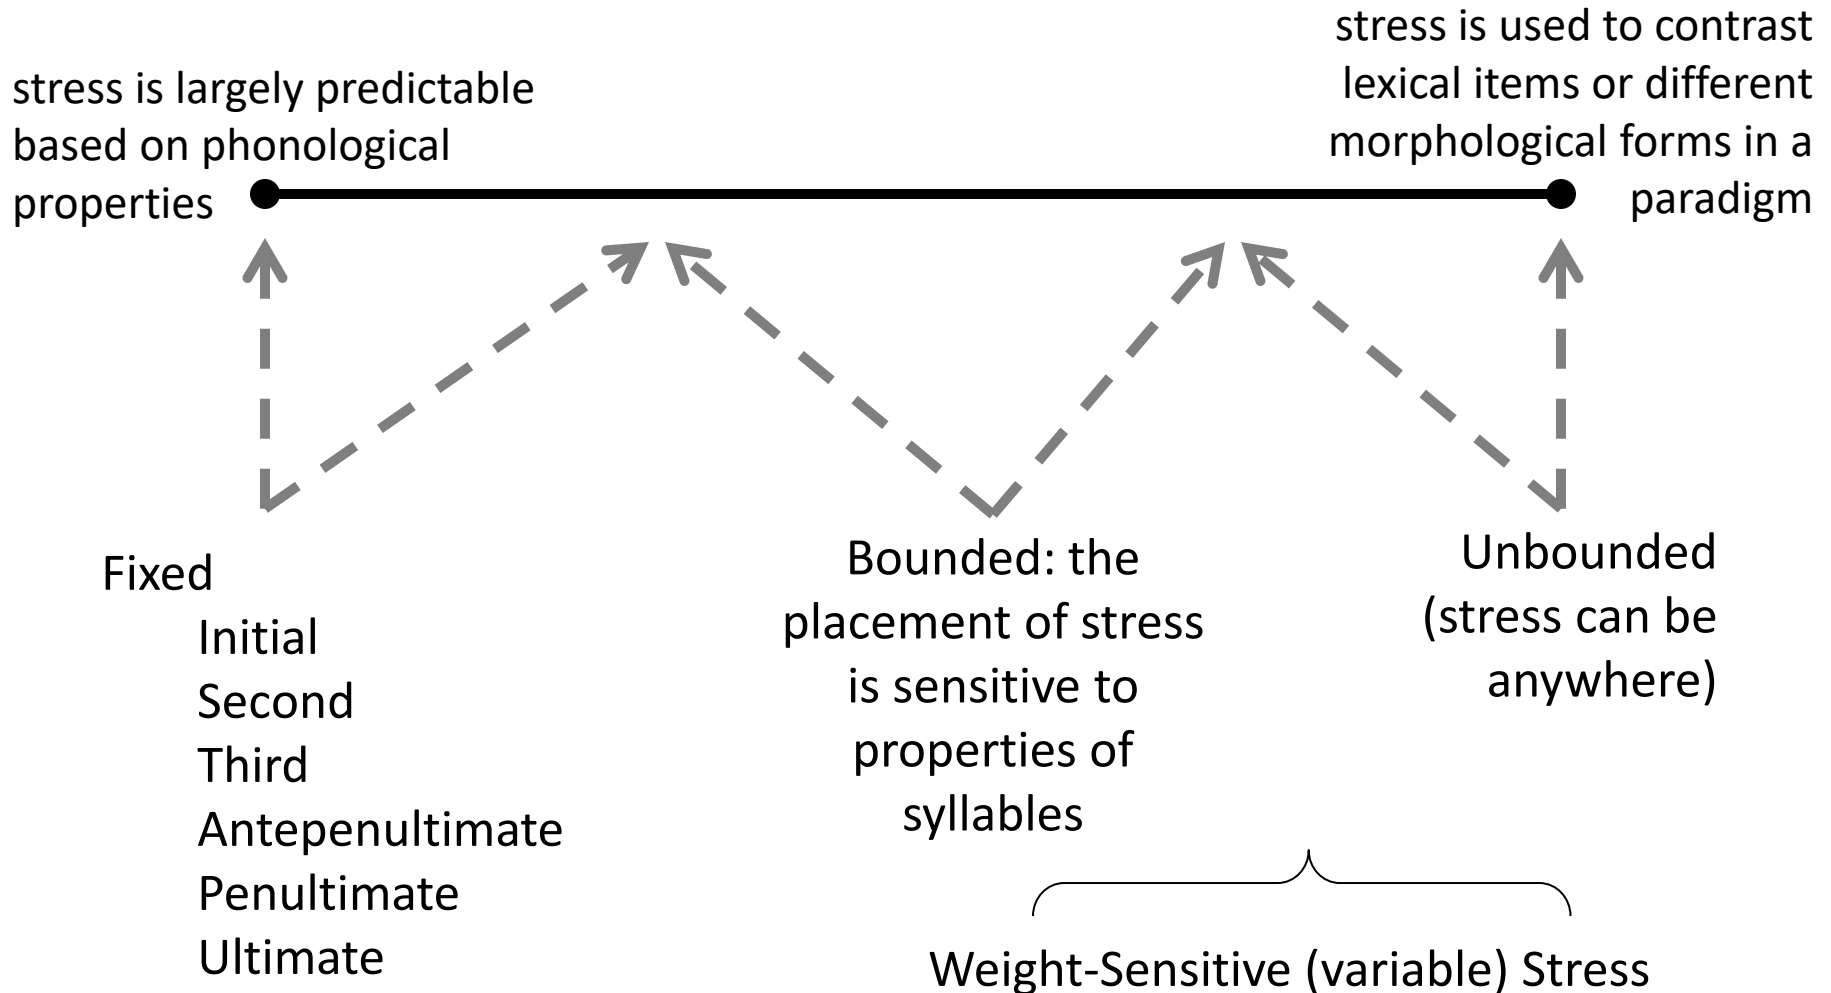 stress is largely predictable
based on phonological
properties
stress is used to contrast
lexical items or different
morphological forms in a
paradigm
Fixed
Initial
Second
Third
Antepenultimate
Penultimate
Ultimate
Bounded: the
placement of stress
is sensitive to
properties of
syllables
Unbounded
(stress can be
anywhere)
Weight-Sensitive (variable) Stress